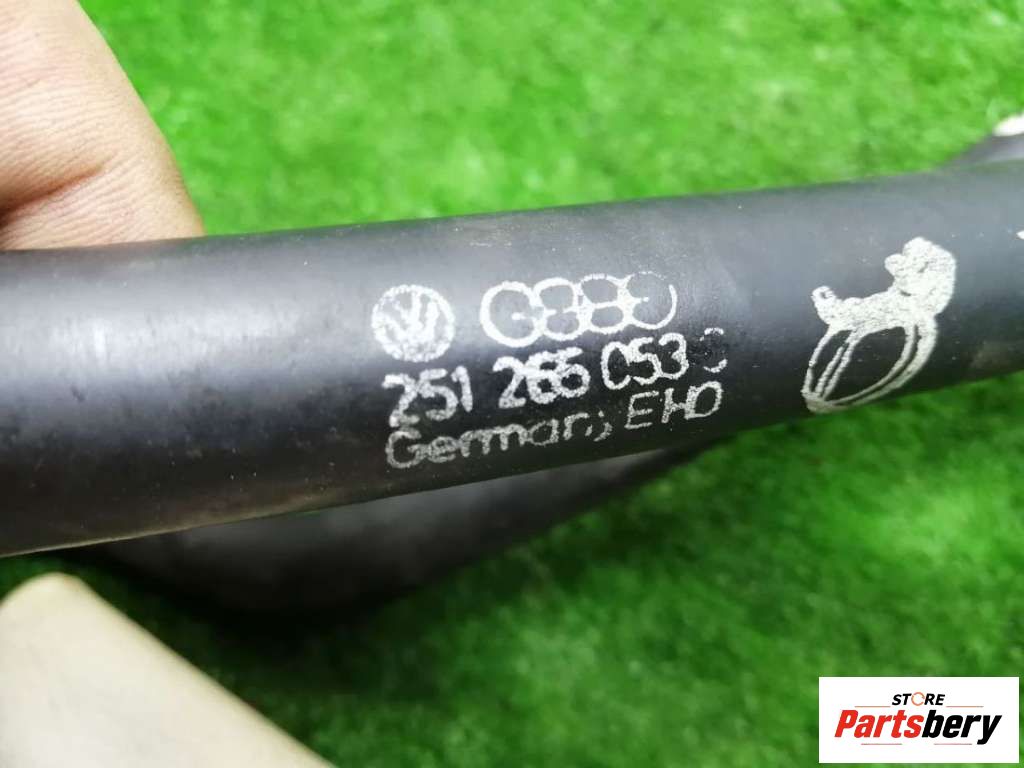 251 265 053 C
Germany EHD
STORE
Partsbery